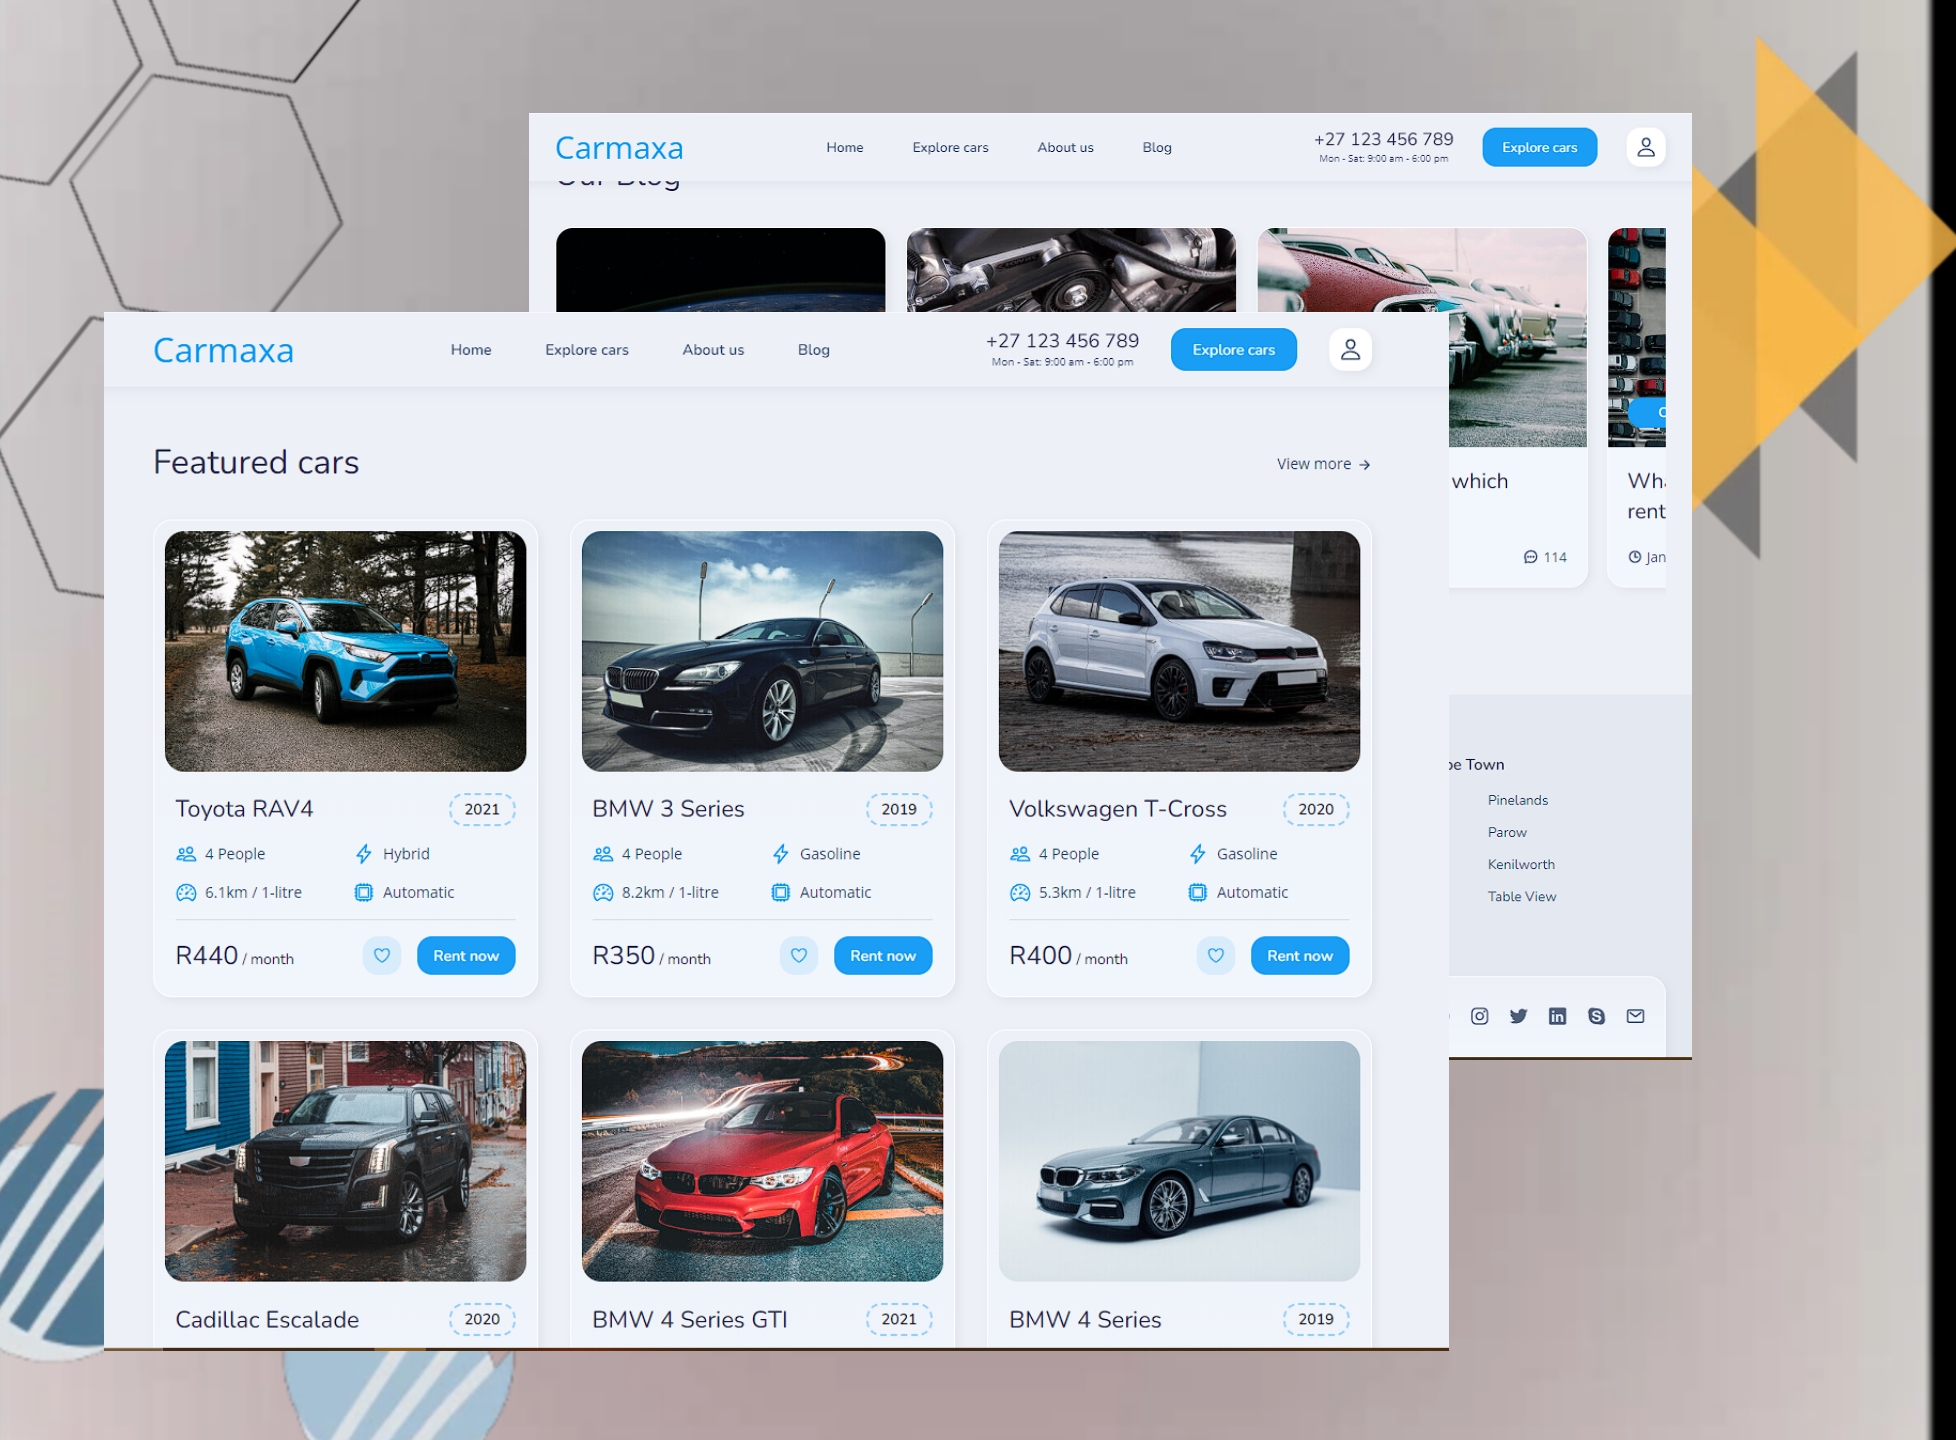 Carmaxa
Home
Explore cars
About us
Blog
+27 123 456 789
Mon - Sat: 9:00 am - 6:00 pm
Explore cars
Our Blog
which
114
Wha
rent
Jan
Town
Pinelands
Parow
Kenilworth
Table View
Carmaxa
Home
Explore cars
About us
Blog
+27 123 456 789
Mon - Sat: 9:00 am - 6:00 pm
Explore cars
Featured cars
View more →
Toyota RAV4
2021
4 People
Hybrid
6.1km / 1-litre
Automatic
R440 / month
Rent now
BMW 3 Series
2019
4 People
Gasoline
8.2km / 1-litre
Automatic
R350 / month
Rent now
Volkswagen T-Cross
2020
4 People
Gasoline
5.3km / 1-litre
Automatic
R400 / month
Rent now
Cadillac Escalade
2020
BMW 4 Series GTI
2021
BMW 4 Series
2019